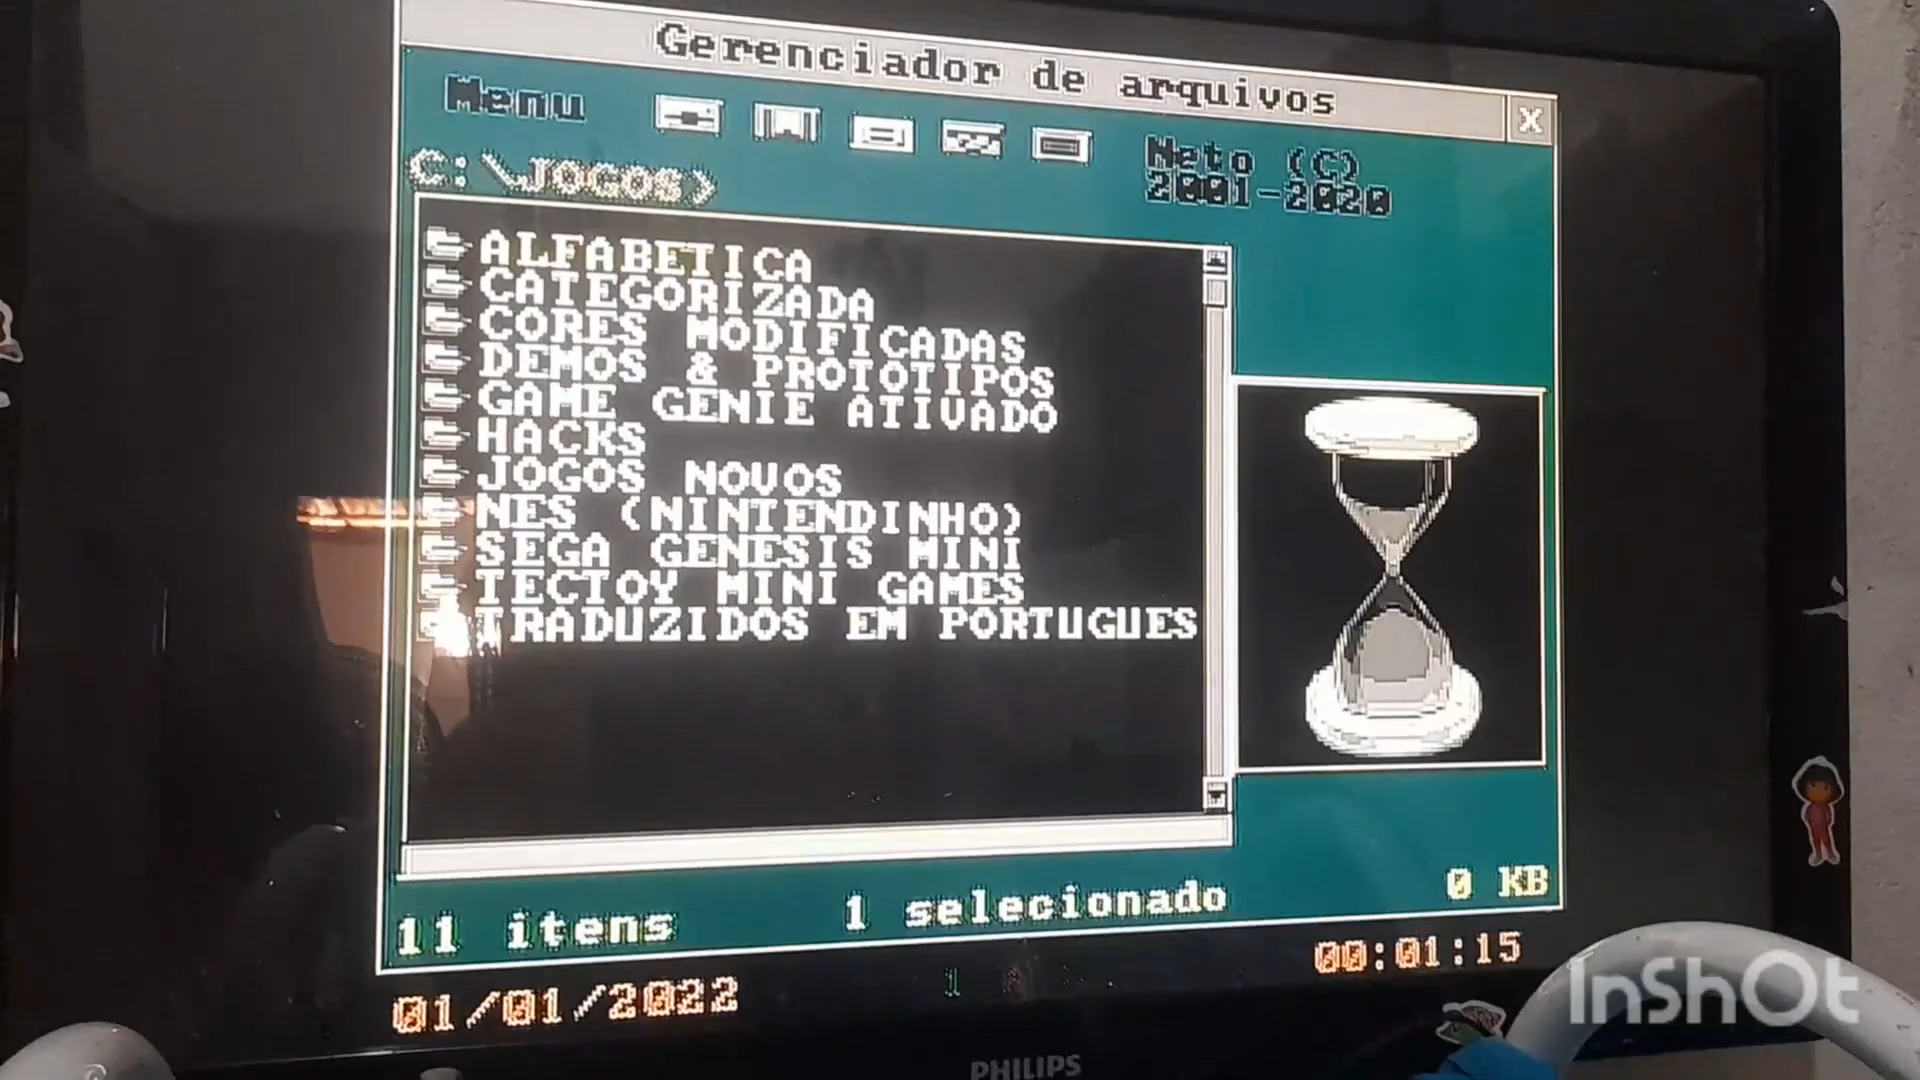 Gerenciador de arquivos
X
Menu
Neto (C)
2001-2020
C:\JOGOS>
ALFABETICA
CATEGORIZADA
CORES MODIFICADAS
DEMOS & PROTOTIPOS
GAME GENIE ATIVADO
HACKS
JOGOS NOVOS
NES (NINTENDINHO)
SEGA GENESIS MINI
TECTOY MINI GAMES
TRADUZIDOS EM PORTUGUES
11 itens
1 selecionado
0 KB
01/01/2022
1
00:01:15
InShOt
PHILIPS